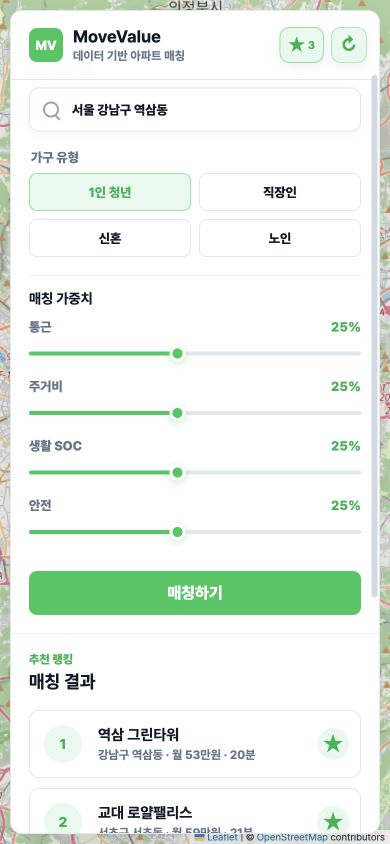 의정부시
MV
MoveValue
데이터 기반 아파트 매칭
★ 3
서울 강남구 역삼동
가구 유형
1인 청년
직장인
신혼
노인
매칭 가중치
통근 25%
주거비 25%
생활 SOC 25%
안전 25%
매칭하기
추천 랭킹
매칭 결과
1
역삼 그린타워
강남구 역삼동 · 월 53만원 · 20분
2
교대 로얄팰리스
서초구 서초동 · 월 59만원 · 21분
Leaflet | © OpenStreetMap contributors